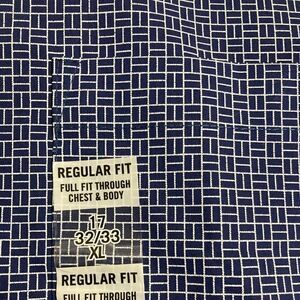 REGULAR FIT
FULL FIT THROUGH
CHEST & BODY
17
32/33
XL
REGULAR FIT
FULL FIT THROUGH